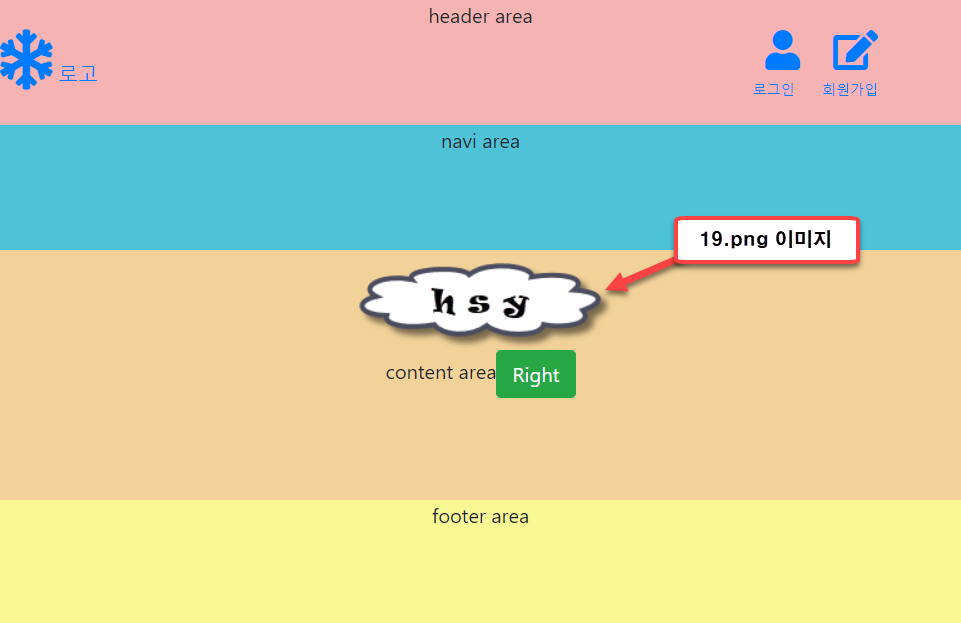 header area
로고
로그인
회원가입
navi area
19.png 이미지
h s y
content area
Right
footer area